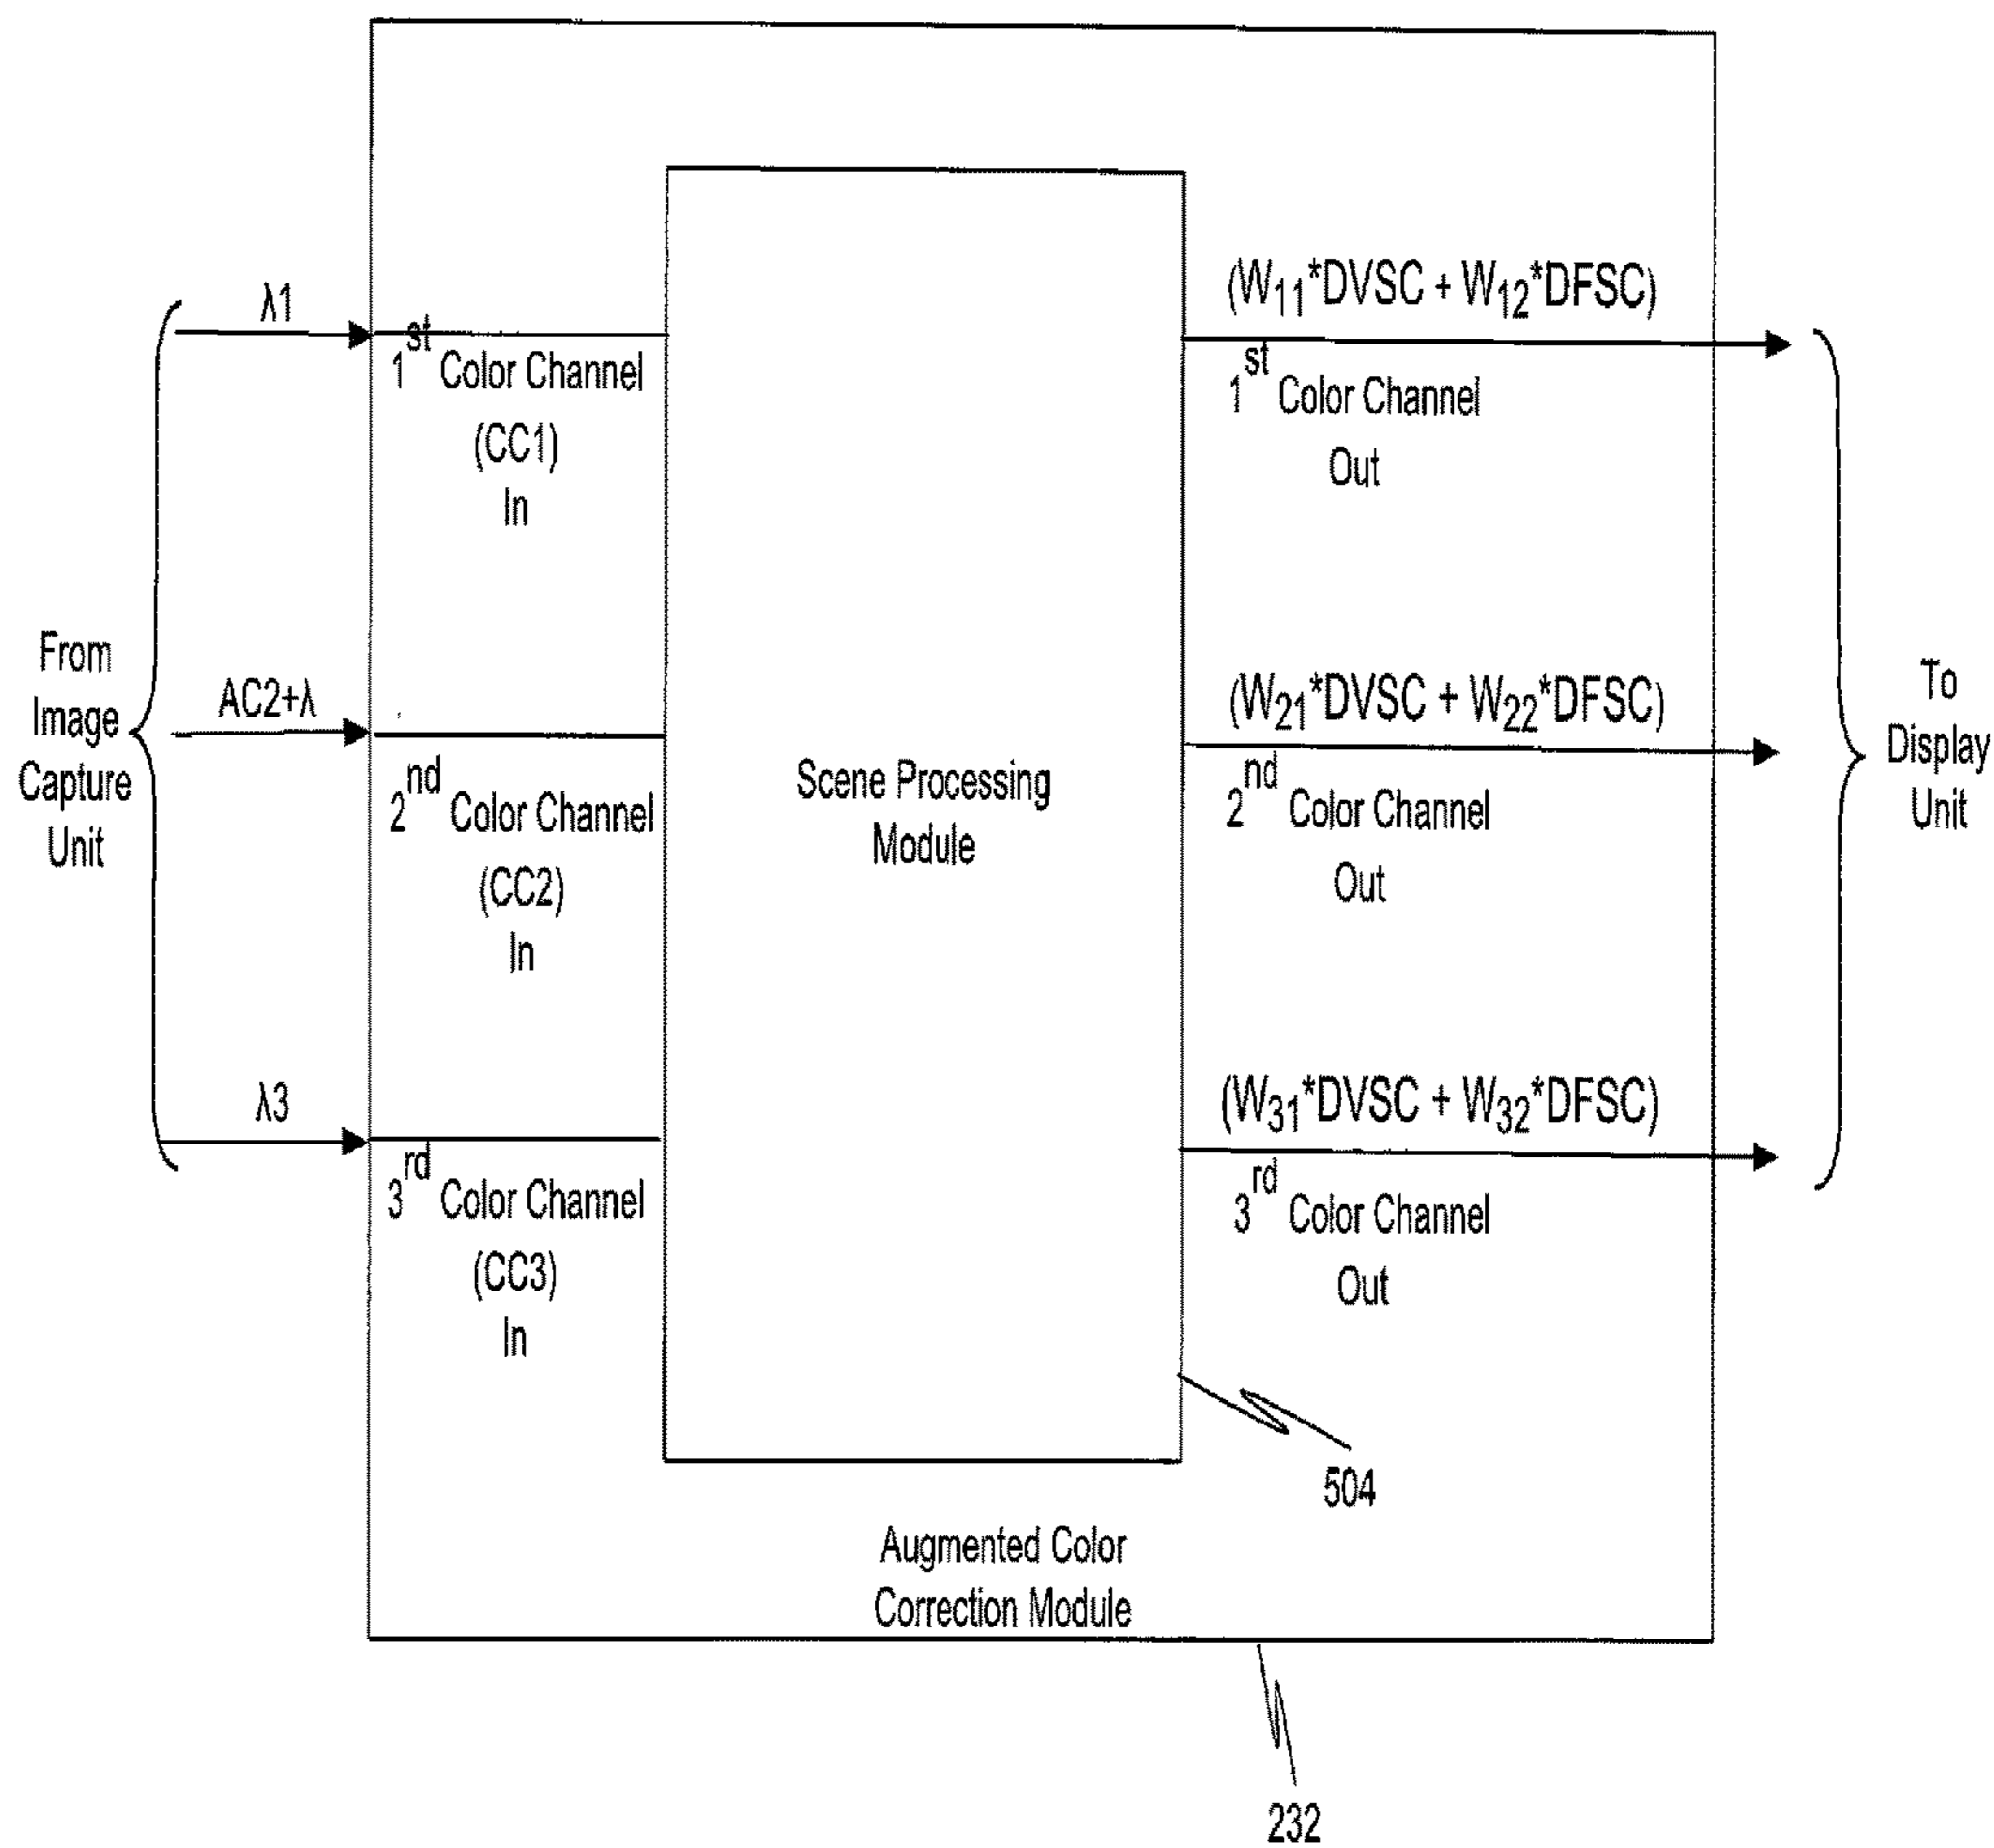 λ1
1st Color Channel
(CC1)
In
(W11*DVSC + W12*DFSC)
1st Color Channel
Out
From
Image
Capture
Unit
AC2+λ
2nd Color Channel
(CC2)
In
Scene Processing
Module
(W21*DVSC + W22*DFSC)
2nd Color Channel
Out
To
Display
Unit
λ3
3rd Color Channel
(CC3)
In
(W31*DVSC + W32*DFSC)
3rd Color Channel
Out
504
Augmented Color
Correction Module
232